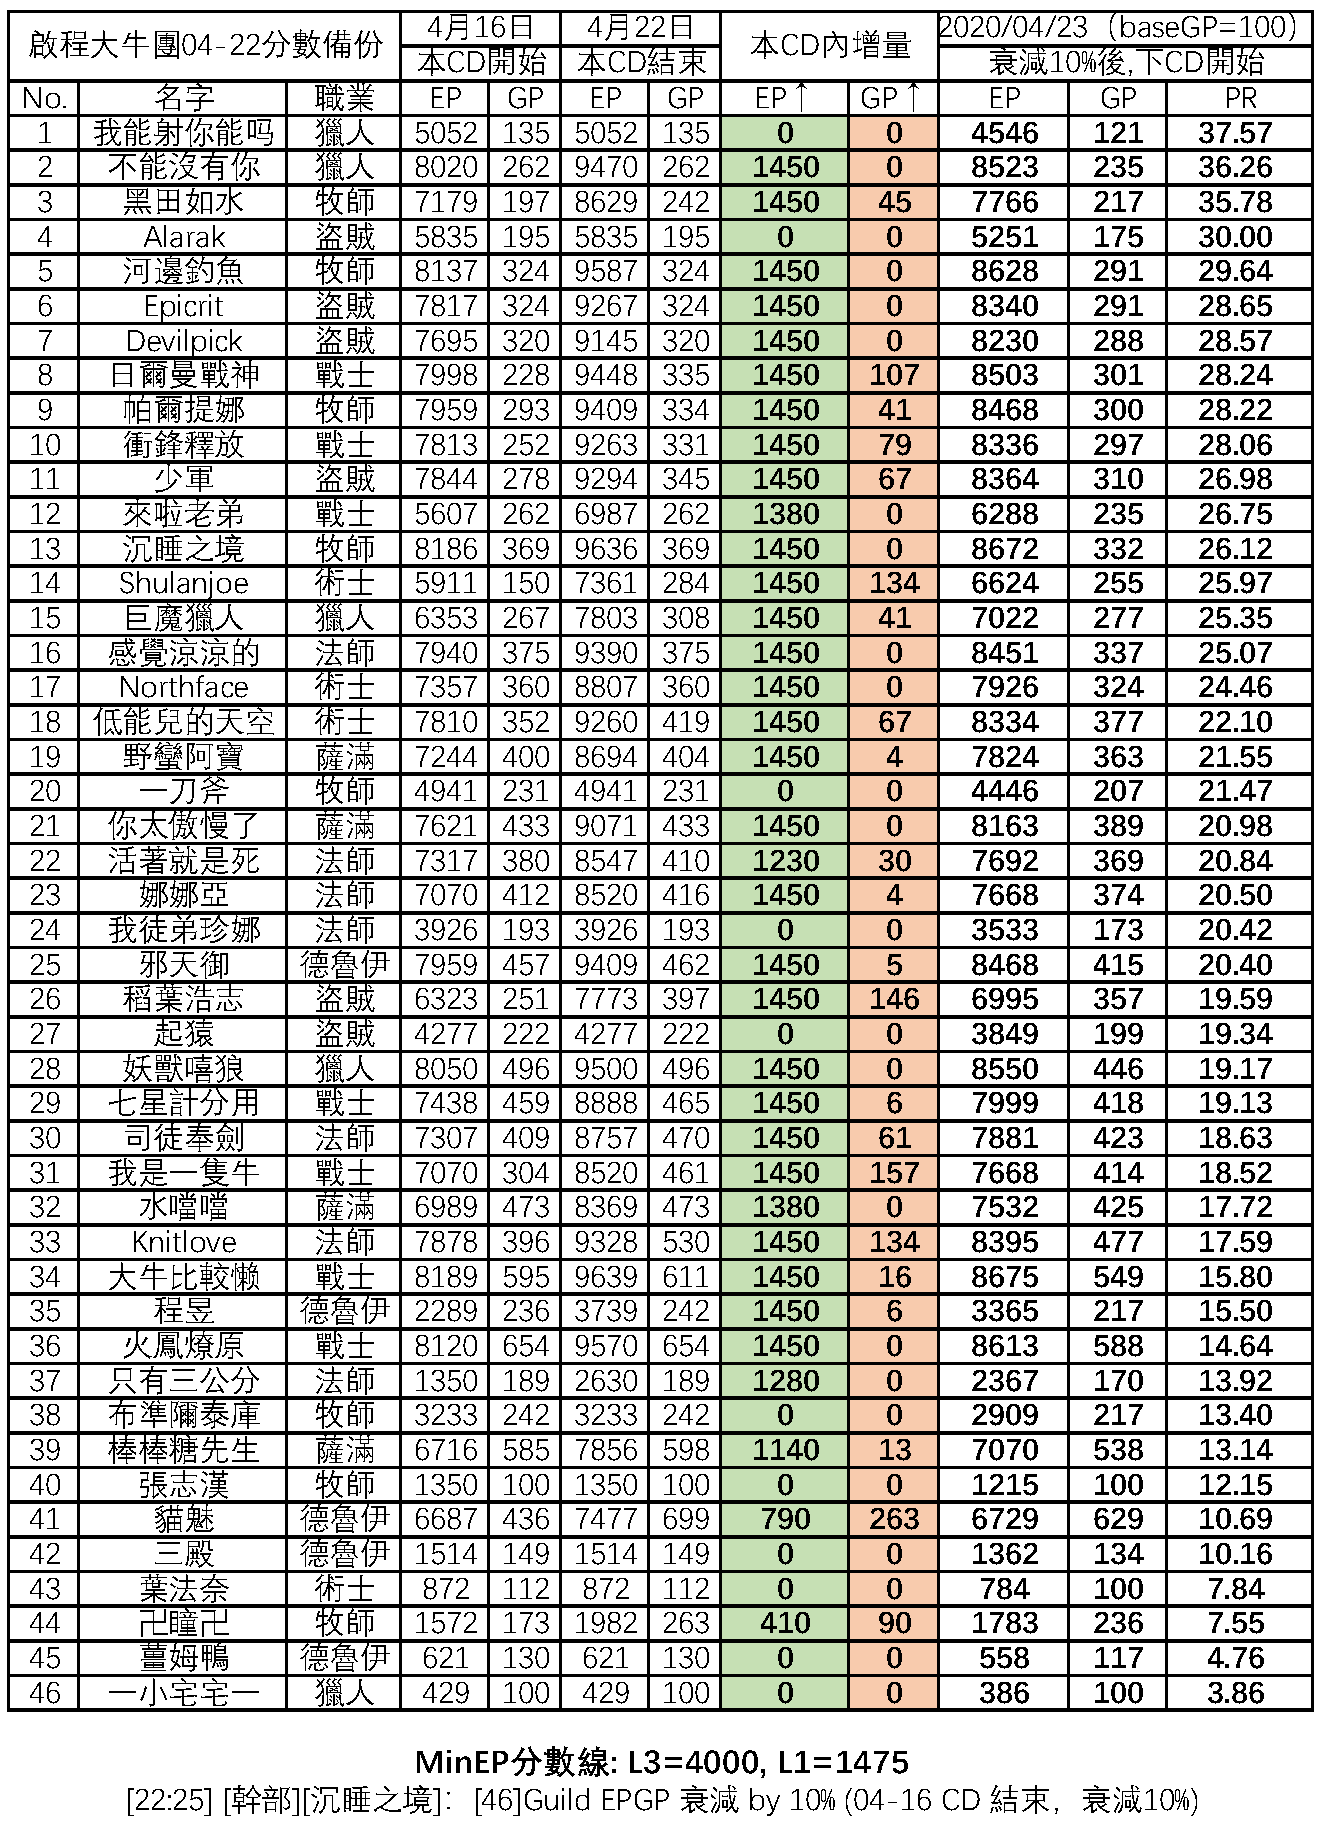 啟程大牛團04-22分數備份 4月16日 4月22日 本CD內增量 2020/04/23（baseGP=100）
本CD開始 本CD結束 衰減10%後,下CD開始
No. 名字 職業 EP GP EP GP EP↑ GP↑ EP GP PR
1 我能射你能吗 獵人 5052 135 5052 135 0 0 4546 121 37.57
2 不能沒有你 獵人 8020 262 9470 262 1450 0 8523 235 36.26
3 黑田如水 牧師 7179 197 8629 242 1450 45 7766 217 35.78
4 Alarak 盜賊 5835 195 5835 195 0 0 5251 175 30.00
5 河邊釣魚 牧師 8137 324 9587 324 1450 0 8628 291 29.64
6 Epicrit 盜賊 7817 324 9267 324 1450 0 8340 291 28.65
7 Devilpick 盜賊 7695 320 9145 320 1450 0 8230 288 28.57
8 日爾曼戰神 戰士 7998 228 9448 335 1450 107 8503 301 28.24
9 帕爾提娜 牧師 7959 293 9409 334 1450 41 8468 300 28.22
10 衝鋒釋放 戰士 7813 252 9263 331 1450 79 8336 297 28.06
11 少軍 盜賊 7844 278 9294 345 1450 67 8364 310 26.98
12 來啦老弟 戰士 5607 262 6987 262 1380 0 6288 235 26.75
13 沉睡之境 牧師 8186 369 9636 369 1450 0 8672 332 26.12
14 Shulanjoe 術士 5911 150 7361 284 1450 134 6624 255 25.97
15 巨魔獵人 獵人 6353 267 7803 308 1450 41 7022 277 25.35
16 感覺涼涼的 法師 7940 375 9390 375 1450 0 8451 337 25.07
17 Northface 術士 7357 360 8807 360 1450 0 7926 324 24.46
18 低能兒的天空 術士 7810 352 9260 419 1450 67 8334 377 22.10
19 野蠻阿寶 薩滿 7244 400 8694 404 1450 4 7824 363 21.55
20 一刀斧 牧師 4941 231 4941 231 0 0 4446 207 21.47
21 你太傲慢了 薩滿 7621 433 9071 433 1450 0 8163 389 20.98
22 活著就是死 法師 7317 380 8547 410 1230 30 7692 369 20.84
23 娜娜亞 法師 7070 412 8520 416 1450 4 7668 374 20.50
24 我徒弟珍娜 法師 3926 193 3926 193 0 0 3533 173 20.42
25 邪天御 德魯伊 7959 457 9409 462 1450 5 8468 415 20.40
26 稻葉浩志 盜賊 6323 251 7773 397 1450 146 6995 357 19.59
27 起猿 盜賊 4277 222 4277 222 0 0 3849 199 19.34
28 妖獸嘻狼 獵人 8050 496 9500 496 1450 0 8550 446 19.17
29 七星計分用 戰士 7438 459 8888 465 1450 6 7999 418 19.13
30 司徒奉劍 法師 7307 409 8757 470 1450 61 7881 423 18.63
31 我是一隻牛 戰士 7070 304 8520 461 1450 157 7668 414 18.52
32 水噹噹 薩滿 6989 473 8369 473 1380 0 7532 425 17.72
33 Knitlove 法師 7878 396 9328 530 1450 134 8395 477 17.59
34 大牛比較懶 戰士 8189 595 9639 611 1450 16 8675 549 15.80
35 程昱 德魯伊 2289 236 3739 242 1450 6 3365 217 15.50
36 火鳳燎原 戰士 8120 654 9570 654 1450 0 8613 588 14.64
37 只有三公分 法師 1350 189 2630 189 1280 0 2367 170 13.92
38 布準隬泰庫 牧師 3233 242 3233 242 0 0 2909 217 13.40
39 棒棒糖先生 薩滿 6716 585 7856 598 1140 13 7070 538 13.14
40 張志漢 牧師 1350 100 1350 100 0 0 1215 100 12.15
41 貓魅 德魯伊 6687 436 7477 699 790 263 6729 629 10.69
42 三殿 德魯伊 1514 149 1514 149 0 0 1362 134 10.16
43 葉法奈 術士 872 112 872 112 0 0 784 100 7.84
44 卍瞳卍 牧師 1572 173 1982 263 410 90 1783 236 7.55
45 薑姆鴨 德魯伊 621 130 621 130 0 0 558 117 4.76
46 一小宅宅一 獵人 429 100 429 100 0 0 386 100 3.86
MinEP分數線: L3=4000, L1=1475
[22:25] [幹部][沉睡之境]：[46]Guild EPGP 衰減 by 10% (04-16 CD 結束，衰減10%)